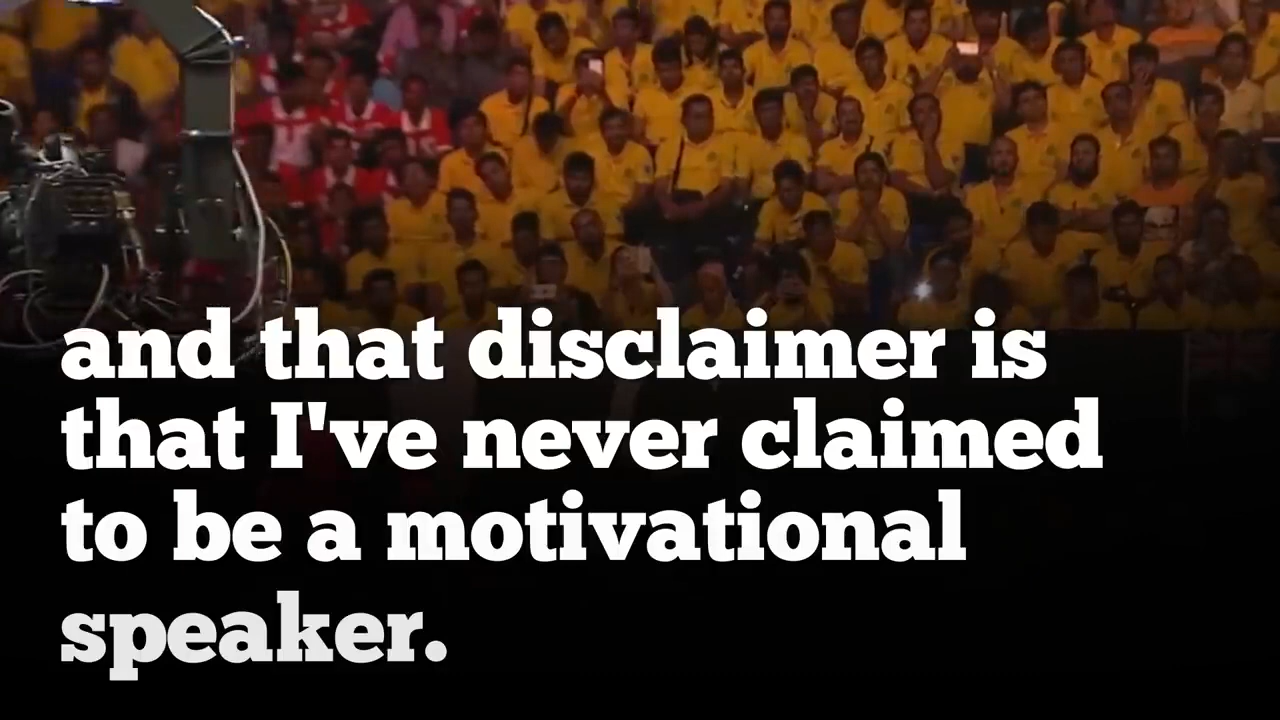 and that disclaimer is
that I've never claimed
to be a motivational
speaker.